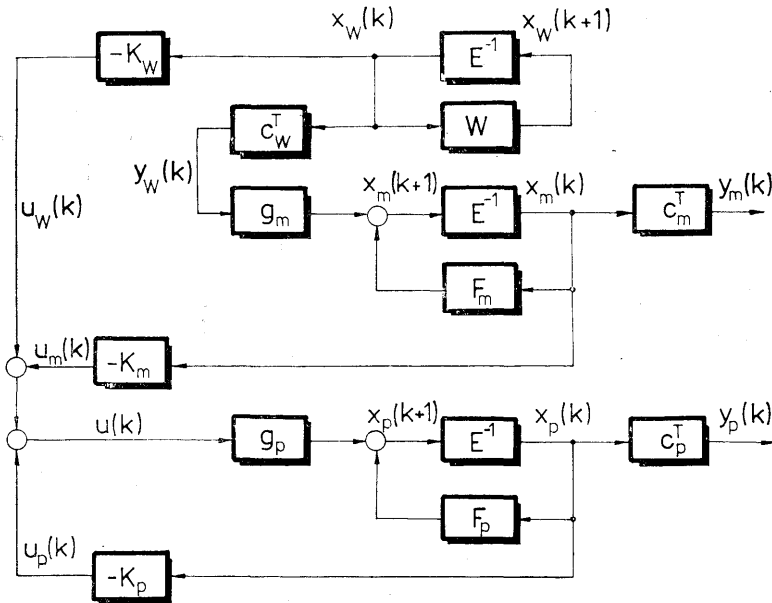 x_w(k) x_w(k+1)
-K_w E^-1
c_w^T W
y_w(k) x_m(k+1) x_m(k) y_m(k)
u_w(k) g_m E^-1 c_m^T
F_m
u_m(k) -K_m
u(k) x_p(k+1) x_p(k) y_p(k)
g_p E^-1 c_p^T
F_p
u_p(k) -K_p